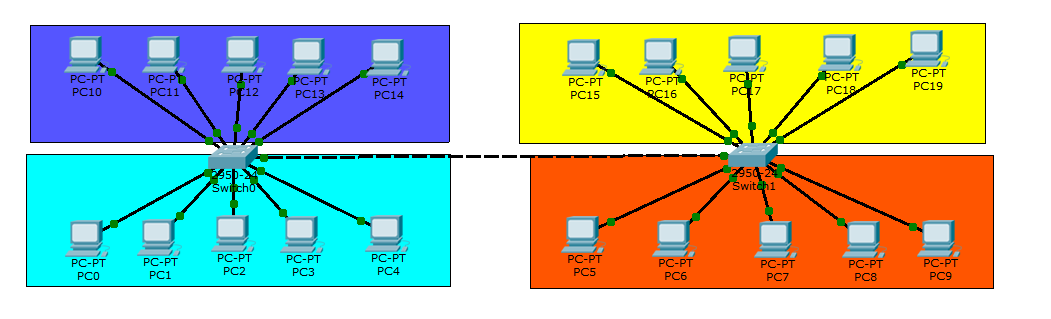 PC-PT
PC10
PC-PT
PC11
PC-PT
PC12
PC-PT
PC13
PC-PT
PC14
PC-PT
PC15
PC-PT
PC16
PC-PT
PC17
PC-PT
PC18
PC-PT
PC19
2950-24
Switch0
2950-24
Switch1
PC-PT
PC0
PC-PT
PC1
PC-PT
PC2
PC-PT
PC3
PC-PT
PC4
PC-PT
PC5
PC-PT
PC6
PC-PT
PC7
PC-PT
PC8
PC-PT
PC9